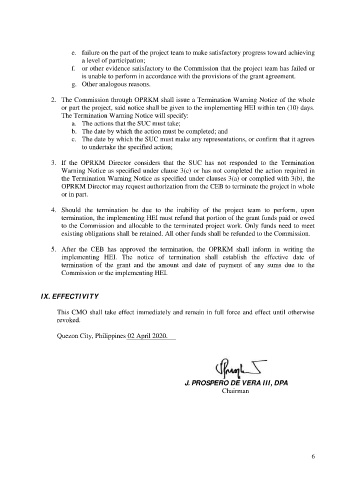 e. failure on the part of the project team to make satisfactory progress toward achieving
a level of participation;
f. or other evidence satisfactory to the Commission that the project team has failed or
is unable to perform in accordance with the provisions of the grant agreement.
g. Other analogous reasons.
2. The Commission through OPRKM shall issue a Termination Warning Notice of the whole
or part the project, said notice shall be given to the implementing HEI within ten (10) days.
The Termination Warning Notice will specify:
a. The actions that the SUC must take;
b. The date by which the action must be completed; and
c. The date by which the SUC must make any representations, or confirm that it agrees
to undertake the specified action;
3. If the OPRKM Director considers that the SUC has not responded to the Termination
Warning Notice as specified under clause 3(c) or has not completed the action required in
the Termination Warning Notice as specified under clauses 3(a) or complied with 3(b), the
OPRKM Director may request authorization from the CEB to terminate the project in whole
or in part.
4. Should the termination be due to the inability of the project team to perform, upon
termination, the implementing HEI must refund that portion of the grant funds paid or owed
to the Commission and allocable to the terminated project work. Only funds need to meet
existing obligations shall be retained. All other funds shall be refunded to the Commission.
5. After the CEB has approved the termination, the OPRKM shall inform in writing the
implementing HEI. The notice of termination shall establish the effective date of
termination of the grant and the amount and date of payment of any sums due to the
Commission or the implementing HEI.
IX. EFFECTIVITY
This CMO shall take effect immediately and remain in full force and effect until otherwise
revoked.
Quezon City, Philippines 02 April 2020.
J. PROSPERO DE VERA III, DPA
Chairman
6